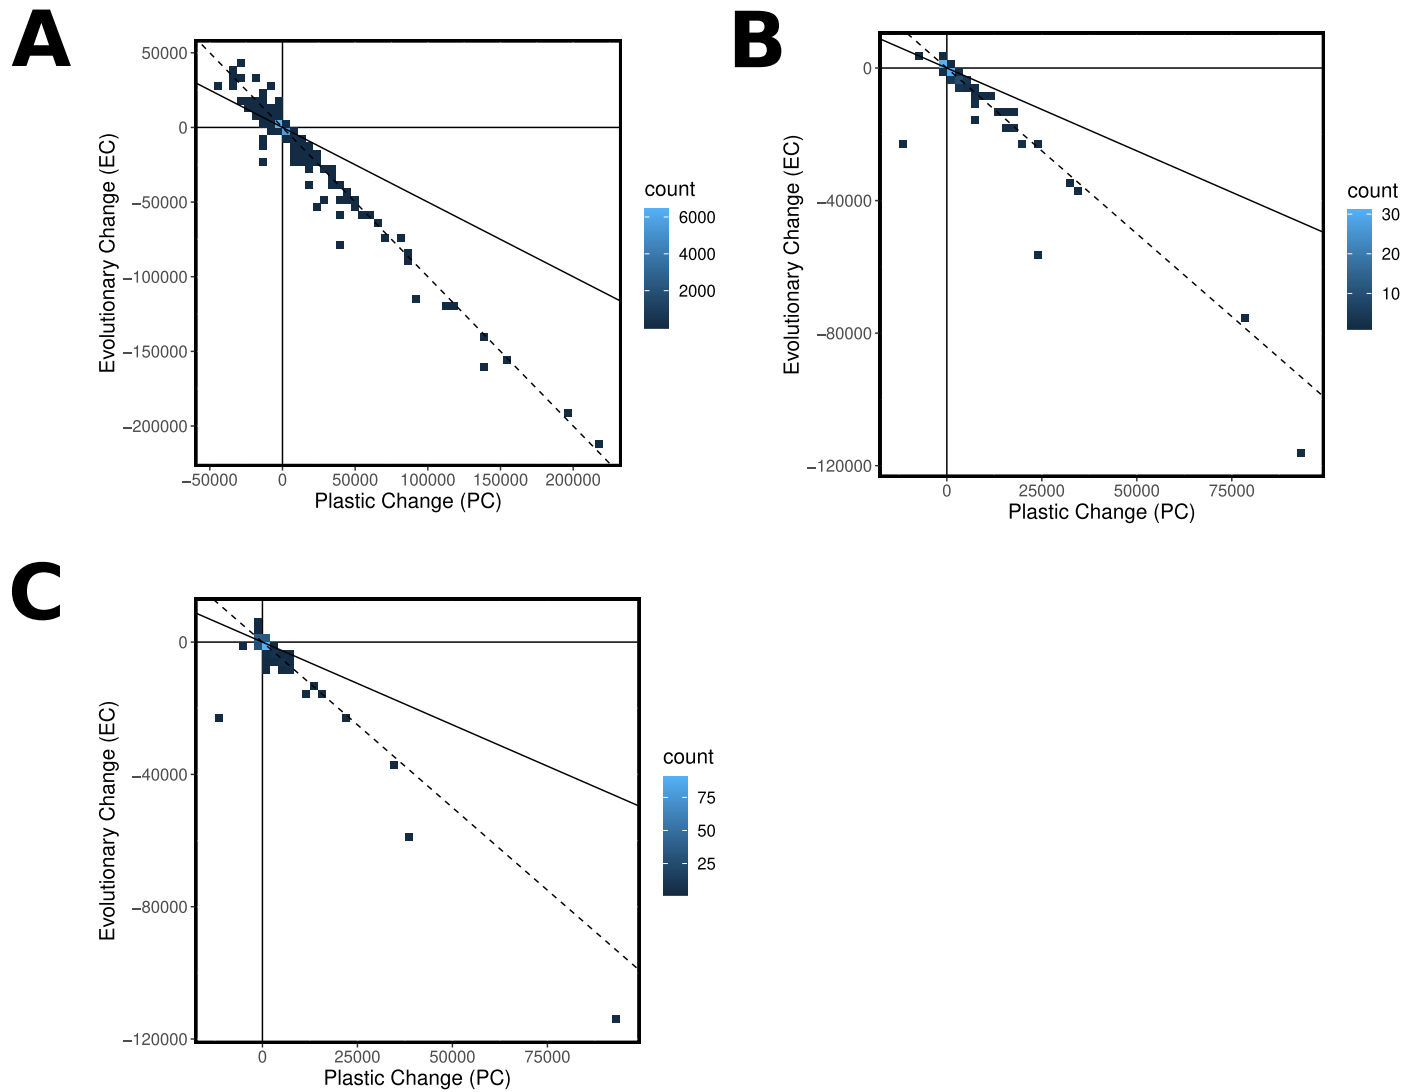 A
50000
0
−50000
−100000
−150000
−200000
Evolutionary Change (EC)
−50000 0 50000 100000 150000 200000
Plastic Change (PC)
count
6000
4000
2000
B
0
−40000
−80000
−120000
Evolutionary Change (EC)
0 25000 50000 75000
Plastic Change (PC)
count
30
20
10
C
0
−40000
−80000
−120000
Evolutionary Change (EC)
0 25000 50000 75000
Plastic Change (PC)
count
75
50
25